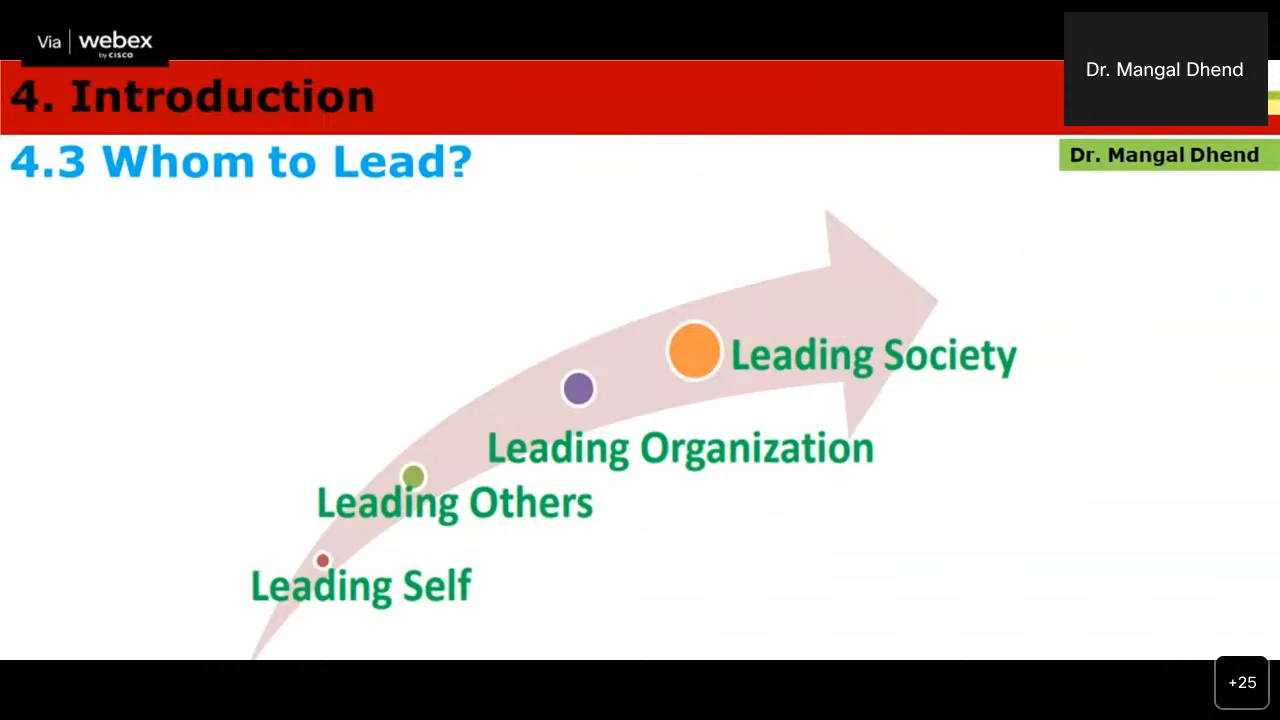 Via webex
by CISCO
Dr. Mangal Dhend
4. Introduction
4.3 Whom to Lead?
Dr. Mangal Dhend
Leading Society
Leading Organization
Leading Others
Leading Self
+25